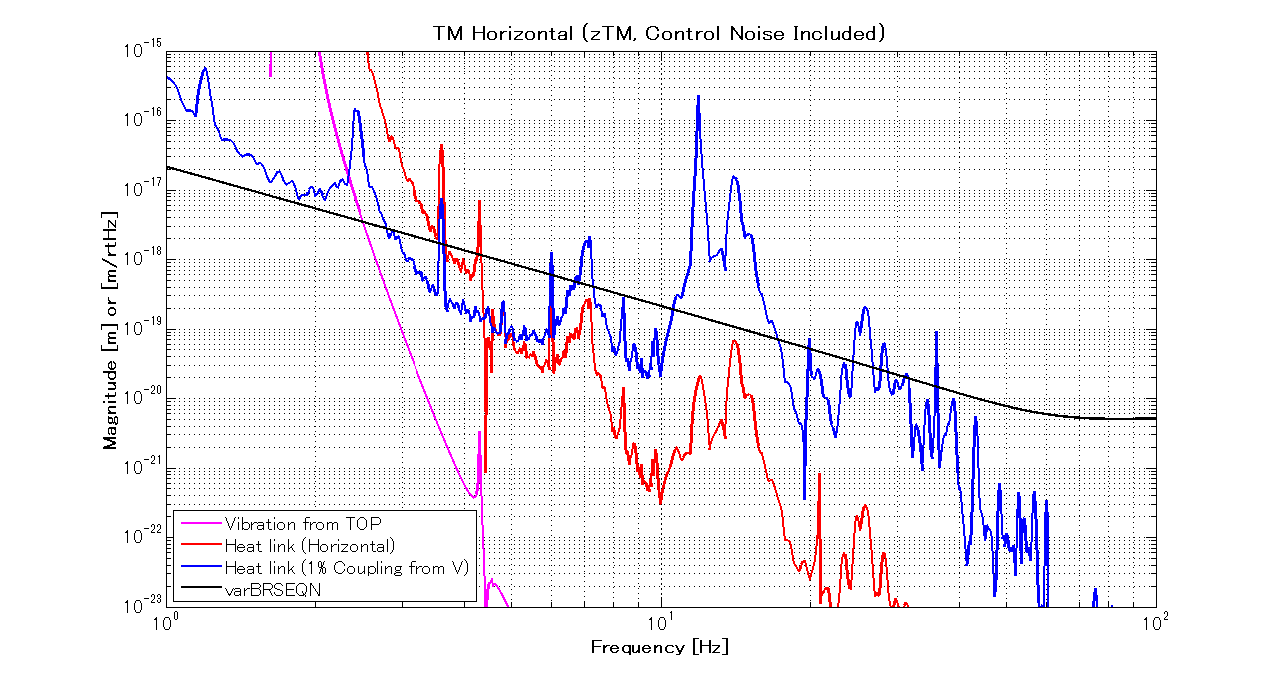 TM Horizontal (zTM, Control Noise Included)
Magnitude [m] or [m/rtHz]
10^-15
10^-16
10^-17
10^-18
10^-19
10^-20
10^-21
10^-22
10^-23
Vibration from TOP
Heat link (Horizontal)
Heat link (1% Coupling from V)
varBRSEQN
10^0
10^1
10^2
Frequency [Hz]